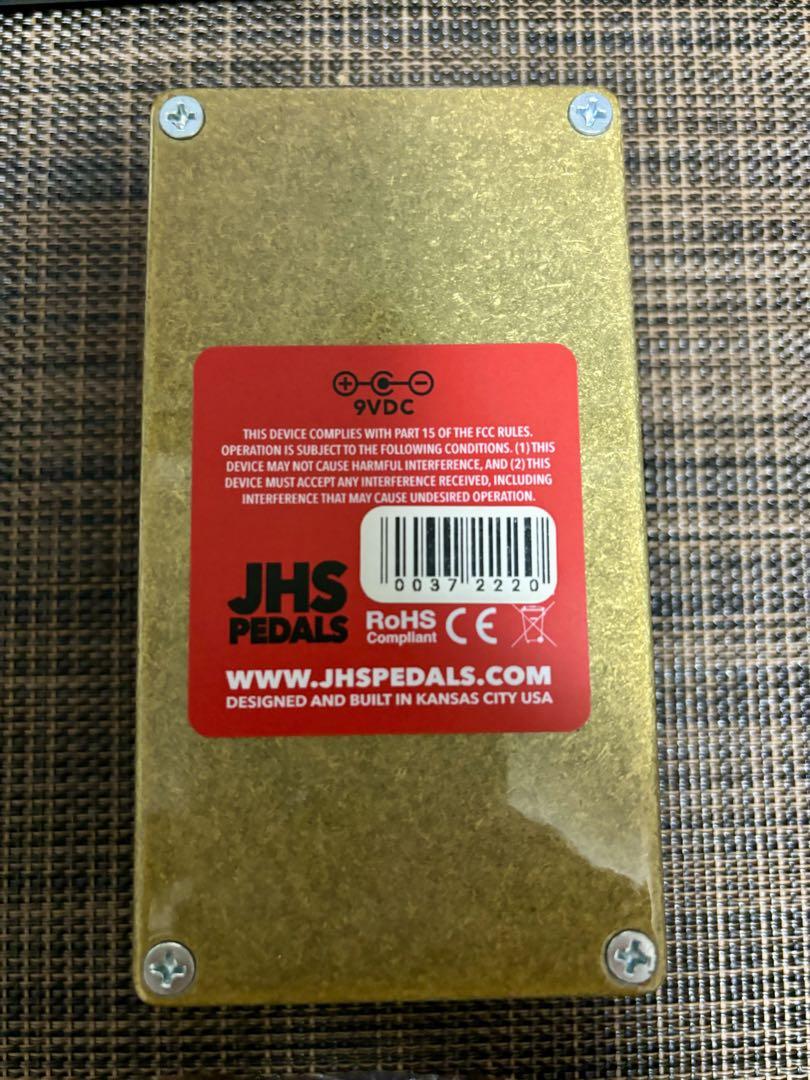 9VDC
THIS DEVICE COMPLIES WITH PART 15 OF THE FCC RULES.
OPERATION IS SUBJECT TO THE FOLLOWING CONDITIONS. (1) THIS
DEVICE MAY NOT CAUSE HARMFUL INTERFERENCE, AND (2) THIS
DEVICE MUST ACCEPT ANY INTERFERENCE RECEIVED, INCLUDING
INTERFERENCE THAT MAY CAUSE UNDESIRED OPERATION.
00372220
JHS
PEDALS
RoHS
Compliant
CE
WWW.JHSPEDALS.COM
DESIGNED AND BUILT IN KANSAS CITY USA